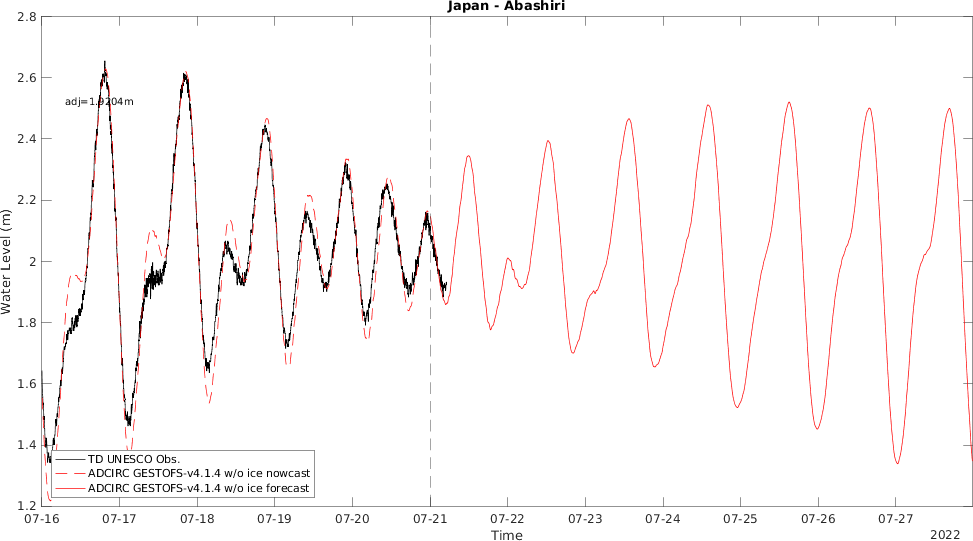 Japan - Abashiri
2.8
2.6
2.4
2.2
2
1.8
1.6
1.4
1.2
Water Level (m)
adj=1.9204m
TD UNESCO Obs.
ADCIRC GESTOFS-v4.1.4 w/o ice nowcast
ADCIRC GESTOFS-v4.1.4 w/o ice forecast
07-16 07-17 07-18 07-19 07-20 07-21 07-22 07-23 07-24 07-25 07-26 07-27
Time
2022